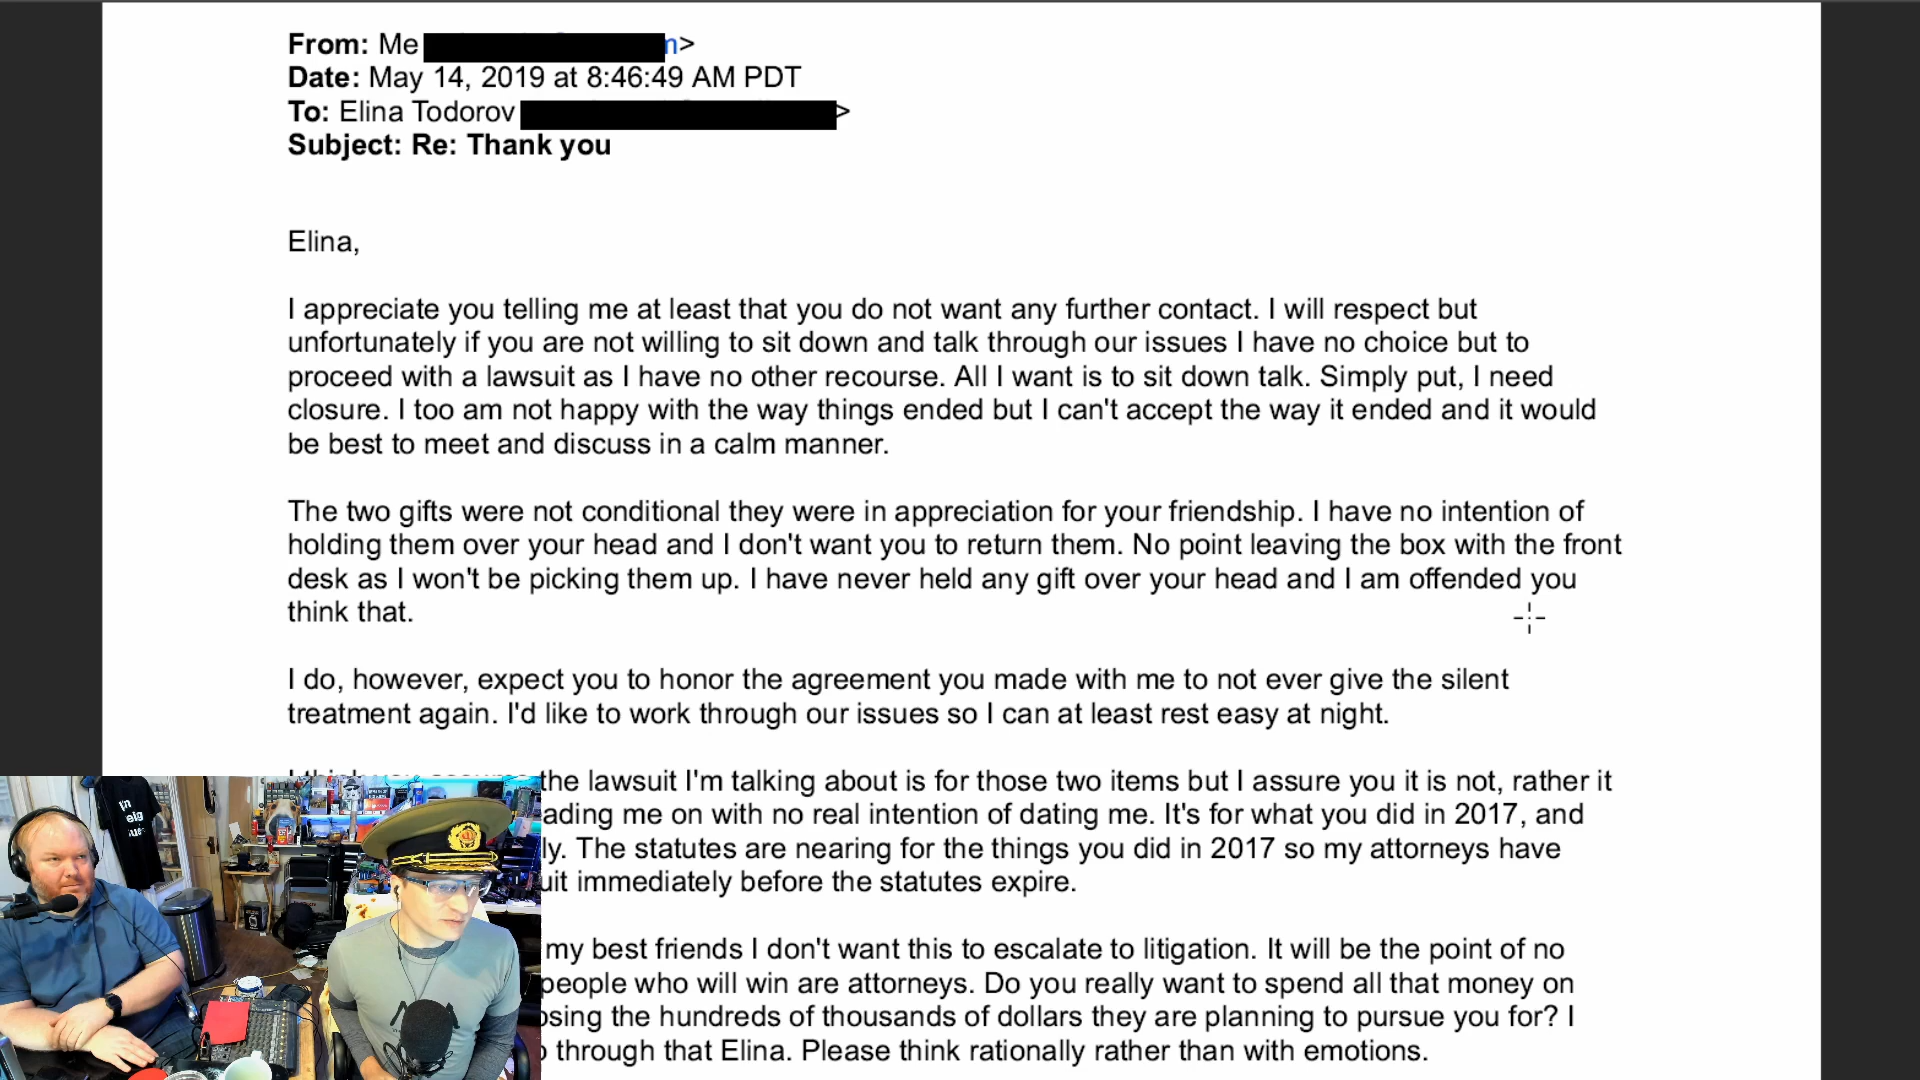 From: Me n>
Date: May 14, 2019 at 8:46:49 AM PDT
To: Elina Todorov >
Subject: Re: Thank you
Elina,
I appreciate you telling me at least that you do not want any further contact. I will respect but
unfortunately if you are not willing to sit down and talk through our issues I have no choice but to
proceed with a lawsuit as I have no other recourse. All I want is to sit down talk. Simply put, I need
closure. I too am not happy with the way things ended but I can't accept the way it ended and it would
be best to meet and discuss in a calm manner.
The two gifts were not conditional they were in appreciation for your friendship. I have no intention of
holding them over your head and I don't want you to return them. No point leaving the box with the front
desk as I won't be picking them up. I have never held any gift over your head and I am offended you
think that.
I do, however, expect you to honor the agreement you made with me to not ever give the silent
treatment again. I'd like to work through our issues so I can at least rest easy at night.
the lawsuit I'm talking about is for those two items but I assure you it is not, rather it
ading me on with no real intention of dating me. It's for what you did in 2017, and
ly. The statutes are nearing for the things you did in 2017 so my attorneys have
uit immediately before the statutes expire.
my best friends I don't want this to escalate to litigation. It will be the point of no
people who will win are attorneys. Do you really want to spend all that money on
osing the hundreds of thousands of dollars they are planning to pursue you for? I
through that Elina. Please think rationally rather than with emotions.